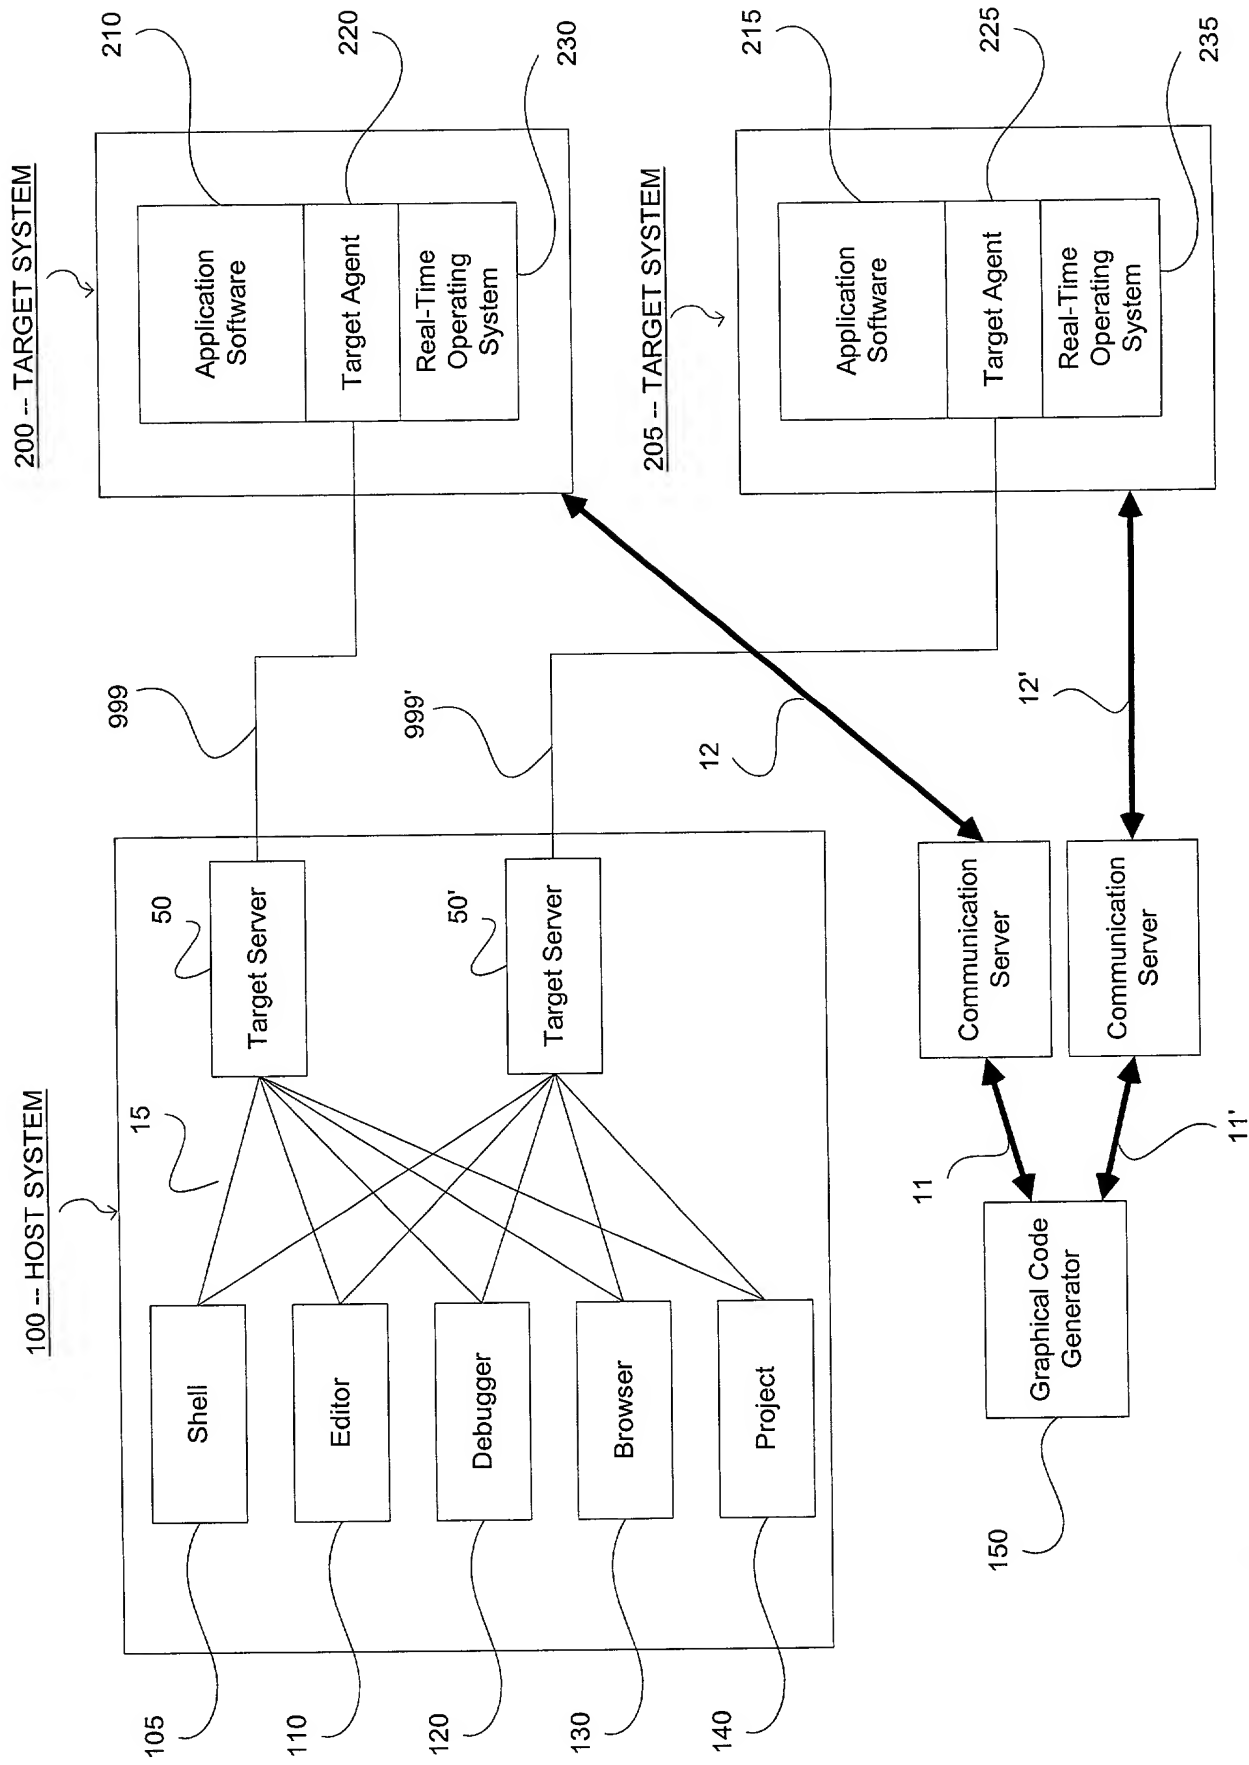 100 -- HOST SYSTEM
200 -- TARGET SYSTEM
105
Shell
15
50
Target Server
999
210
Application
Software
220
Target Agent
230
Real-Time
Operating
System
110
Editor
120
Debugger
50'
Target Server
999'
130
Browser
140
Project
205 -- TARGET SYSTEM
215
Application
Software
225
Target Agent
235
Real-Time
Operating
System
12
12'
150
Graphical Code
Generator
11
11'
Communication
Server
Communication
Server